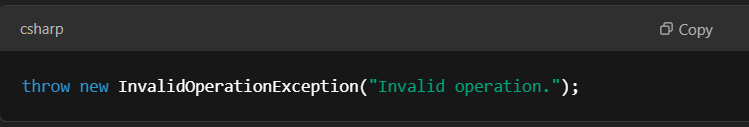 csharp
Copy
throw new InvalidOperationException("Invalid operation.");